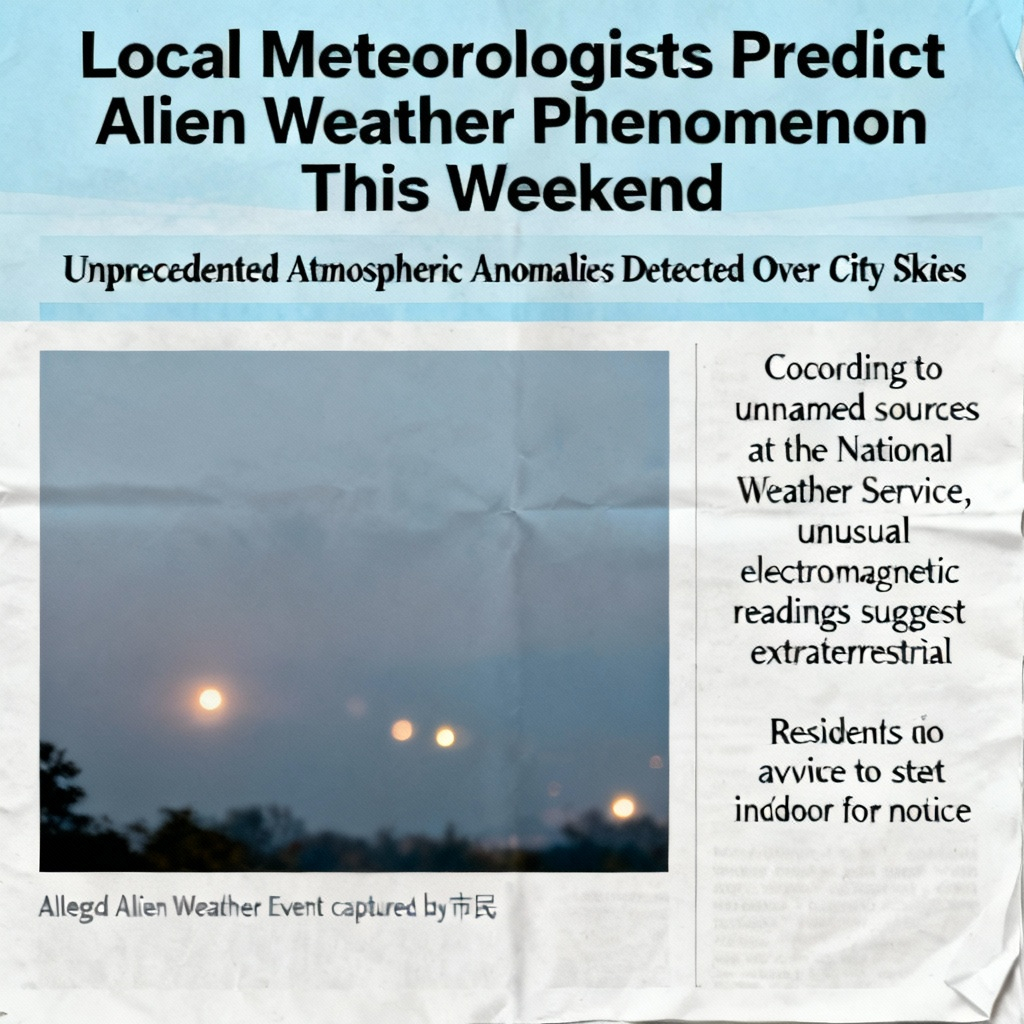 Local Meteorologists Predict
Alien Weather Phenomenon
This Weekend
Unprecedented Atmospheric Anomalies Detected Over City Skies
Cocording to
unnamed sources
at the National
Weather Service,
unusual
electromagnetic
readings suggest
extraterrestrial
Residents
avvice to stet
indoor for notice
Allegd Alien Weather Event captured by市民